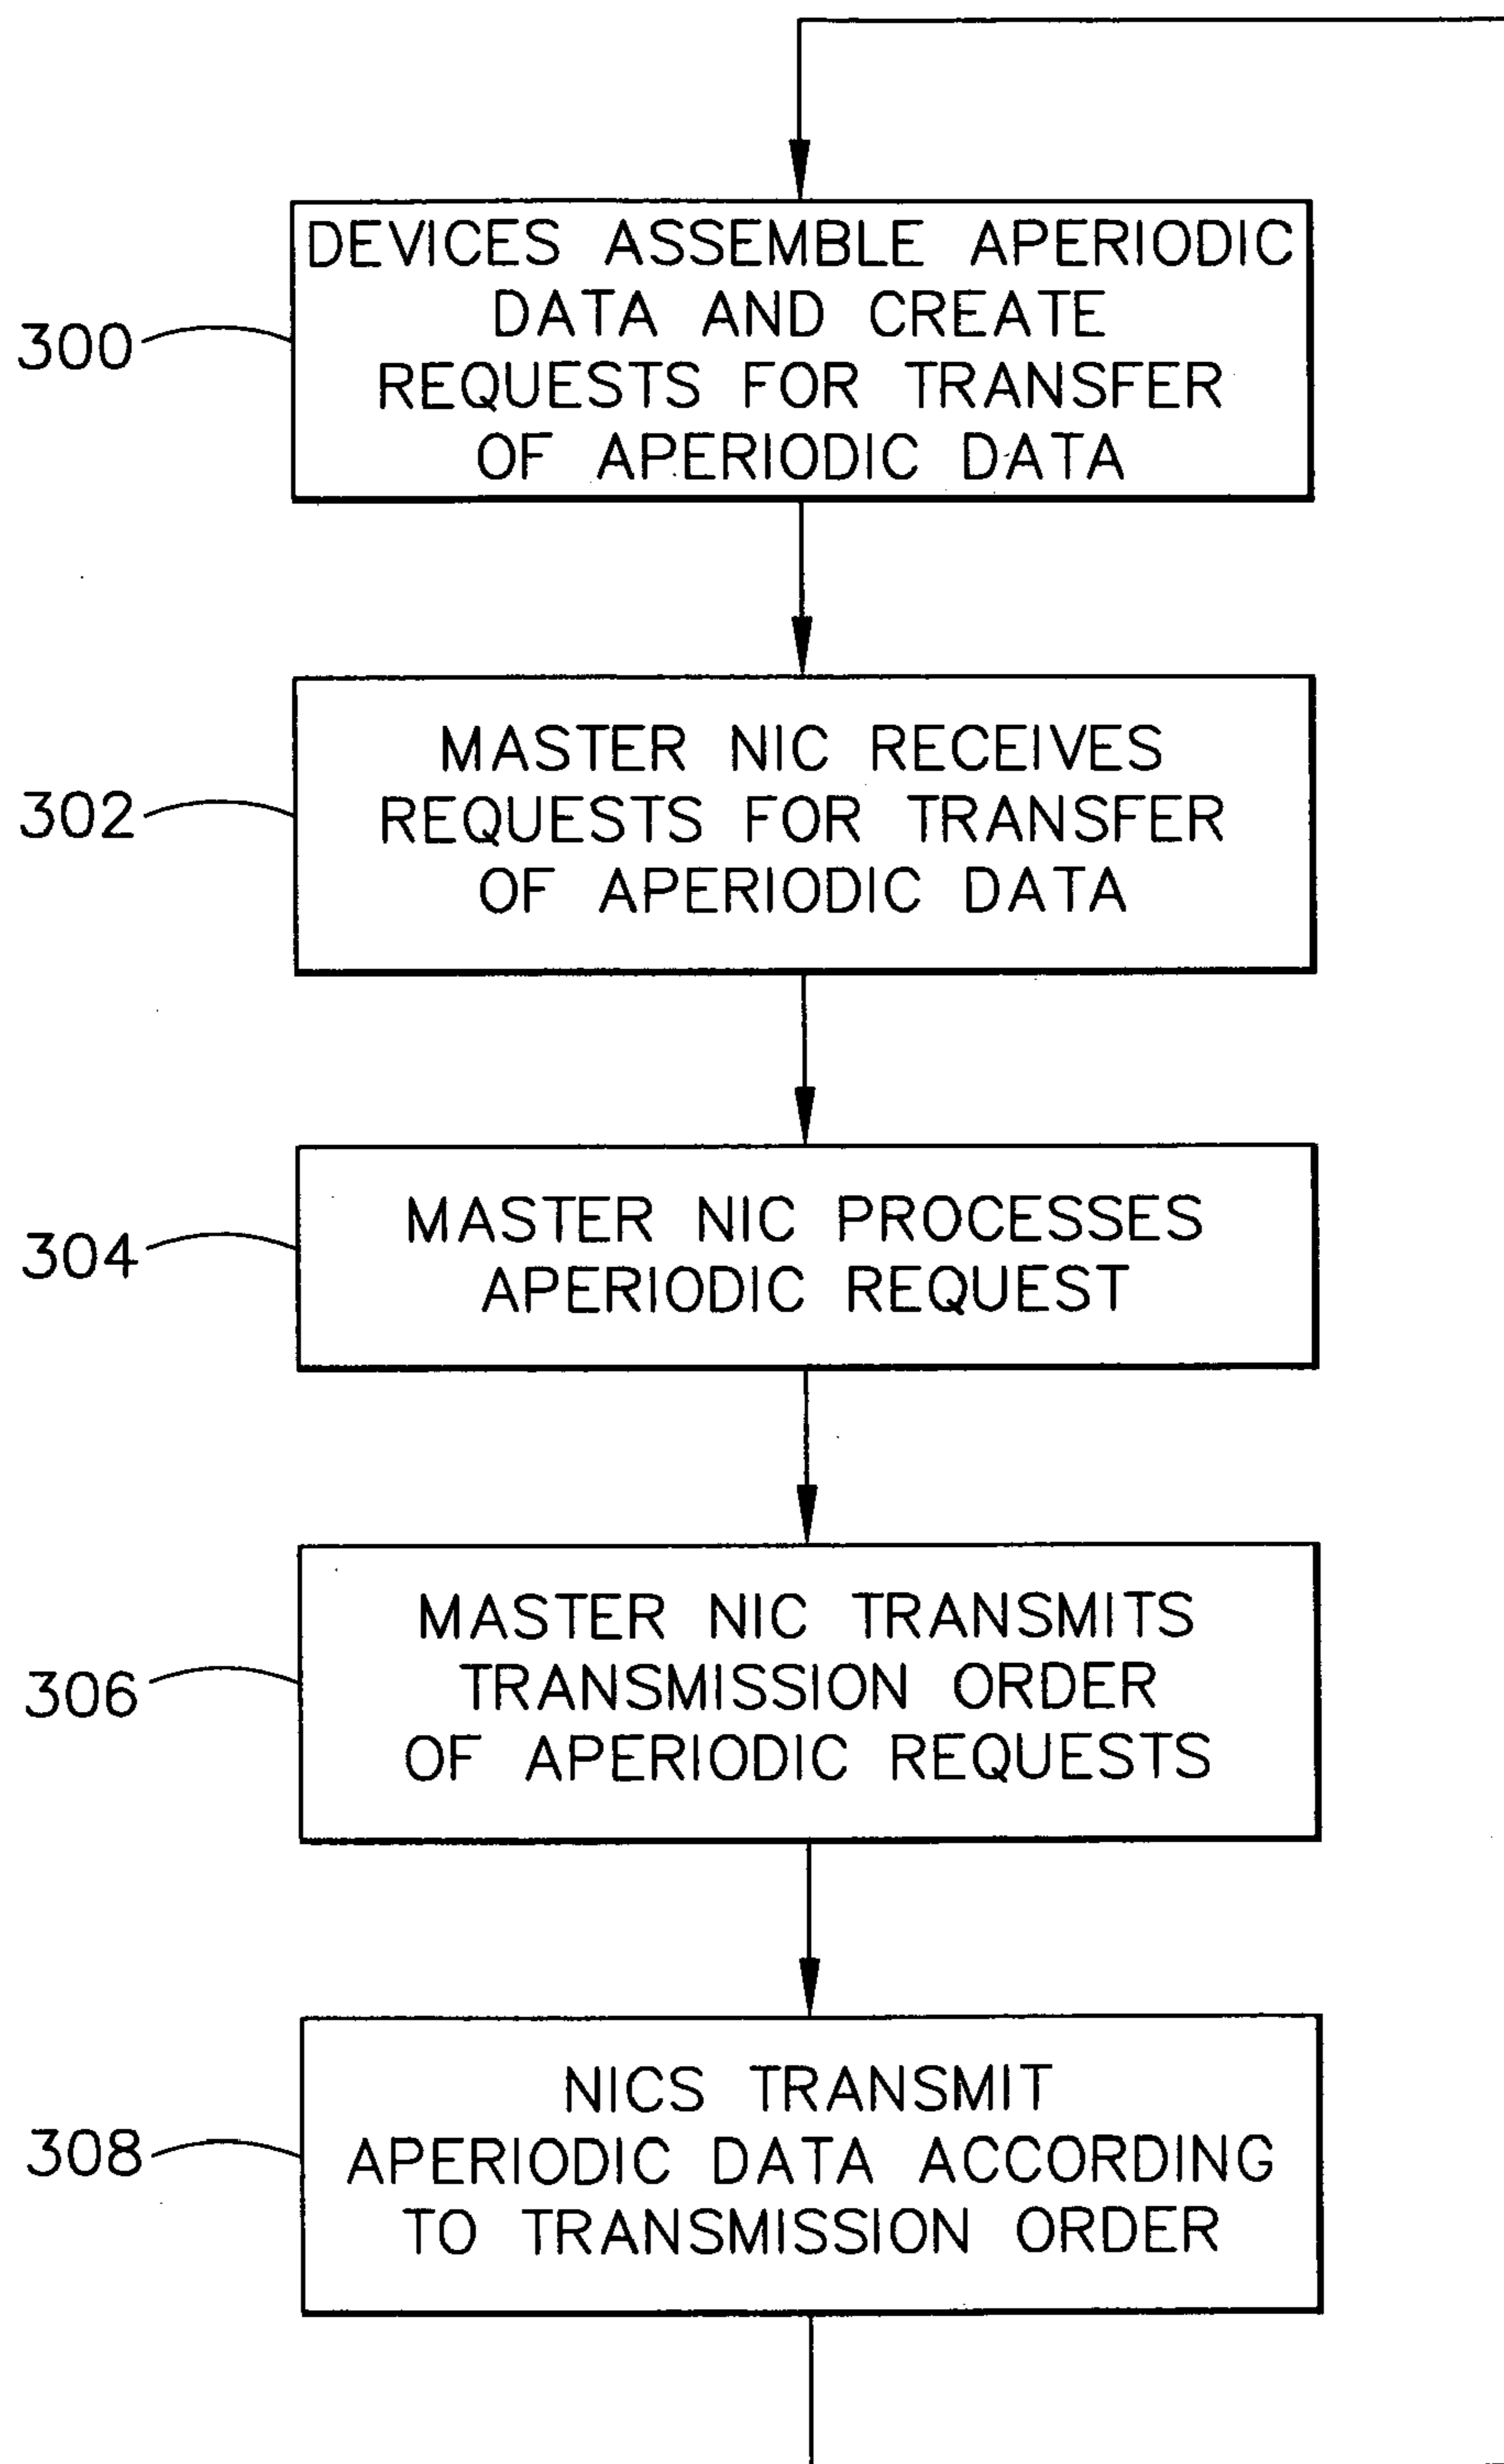 DEVICES ASSEMBLE APERIODIC
DATA AND CREATE
REQUESTS FOR TRANSFER
OF APERIODIC DATA
300
MASTER NIC RECEIVES
REQUESTS FOR TRANSFER
OF APERIODIC DATA
302
MASTER NIC PROCESSES
APERIODIC REQUEST
304
MASTER NIC TRANSMITS
TRANSMISSION ORDER
OF APERIODIC REQUESTS
306
NICS TRANSMIT
APERIODIC DATA ACCORDING
TO TRANSMISSION ORDER
308